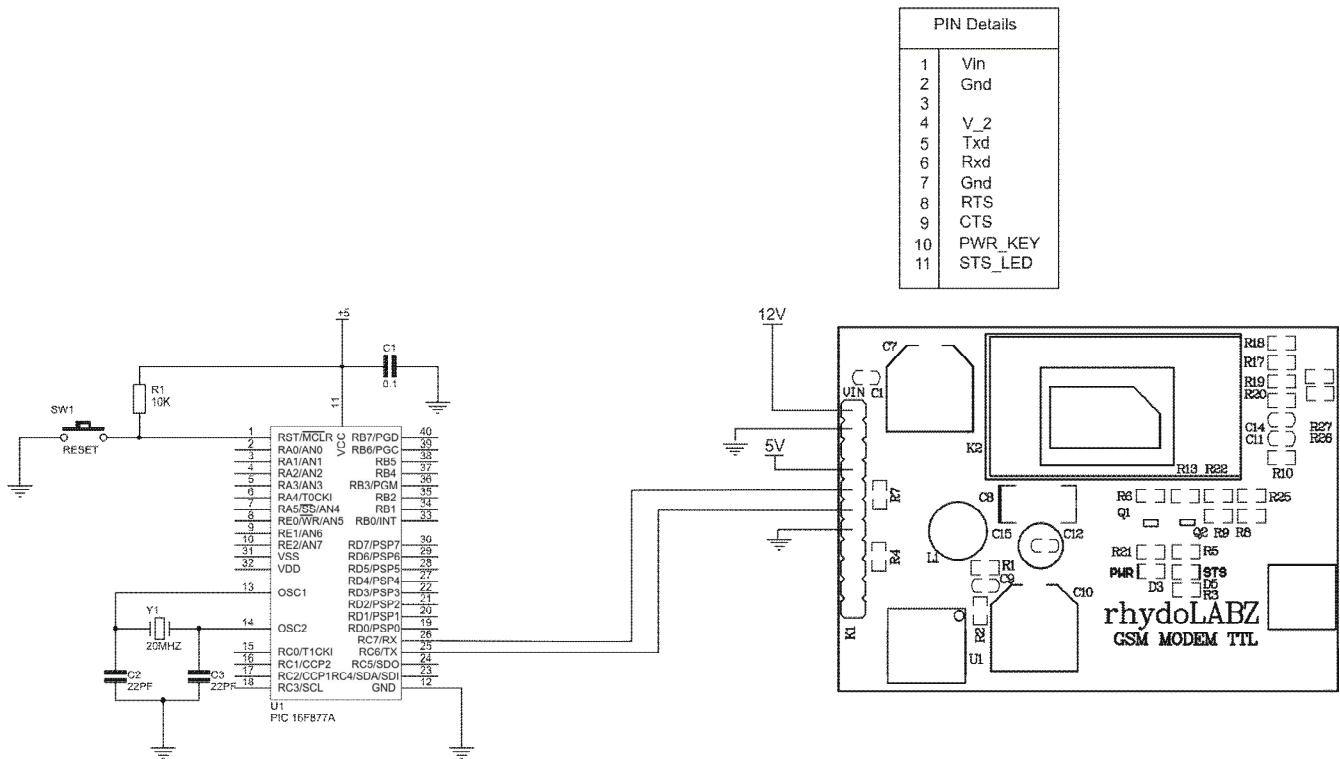 PIN Details
1 Vin
2 Gnd
3
4 V_2
5 Txd
6 Rxd
7 Gnd
8 RTS
9 CTS
10 PWR_KEY
11 STS_LED
+5
C1
0.1
R1
10K
SW1
RESET
11
VCC
1 RST/MCLR RB7/PGD 40
2 RA0/AN0 RB6/PGC 39
3 RA1/AN1 RB5 38
4 RA2/AN2 RB4 37
5 RA3/AN3 RB3/PGM 36
6 RA4/T0CKI RB2 35
7 RA5/SS/AN4 RB1 34
8 RE0/WR/AN5 RB0/INT 33
9 RE1/AN6
10 RE2/AN7 RD7/PSP7 30
31 VSS RD6/PSP6 29
32 VDD RD5/PSP5 28
RD4/PSP4 27
13 OSC1 RD3/PSP3 22
RD2/PSP2 21
RD1/PSP1 20
14 OSC2 RD0/PSP0 19
RC7/RX 26
15 RC0/T1CKI RC6/TX 25
16 RC1/CCP2 RC5/SDO 24
17 RC2/CCP1 RC4/SDA/SDI 23
18 RC3/SCL GND 12
Y1
20MHZ
C2
22PF
C3
22PF
U1
PIC 16F877A
12V
5V
VIN
K1
C7
C1
K2
R18
R17
R19
R20
C14
C11
R27
R26
R10
R13 R22
R7
R4
C8
C15
C12
L1
R6
R25
Q1
Q2 R9 R8
R21
R5
PWR
STS
D3
D5
R3
R1
C9
R2
C10
U1
rhydoLABZ
GSM MODEM TTL